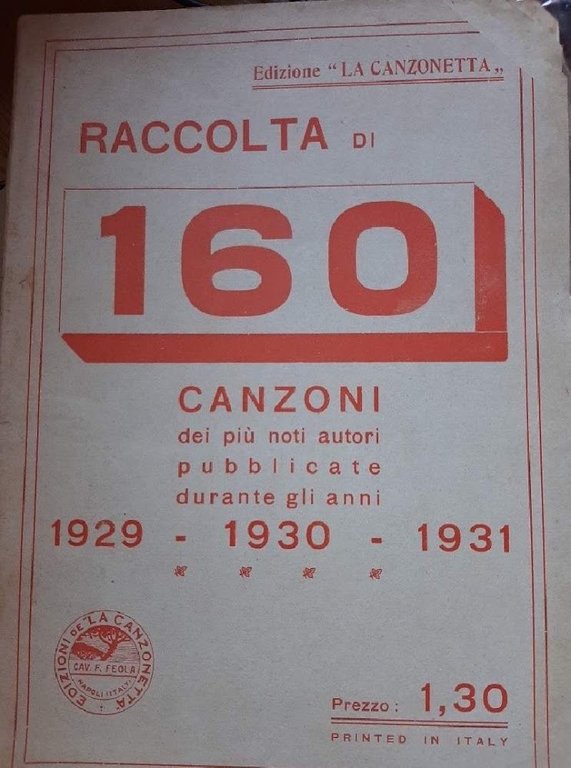 Edizione "LA CANZONETTA„
RACCOLTA DI
160
CANZONI
dei più noti autori
pubblicate
durante gli anni
1929 - 1930 - 1931
EDIZIONI DE "LA CANZONETTA"
CAV. F. FEOLA
NAPOLI (ITALY)
Prezzo: 1,30
PRINTED IN ITALY